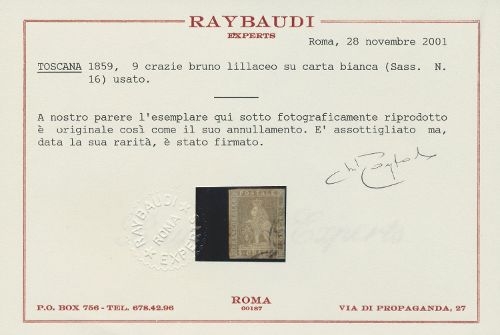 RAYBAUDI
EXPERTS
Roma, 28 novembre 2001
TOSCANA 1859, 9 crazie bruno lillaceo su carta bianca (Sass. N.
16) usato.
A nostro parere l'esemplare qui sotto fotograficamente riprodotto
è originale così come il suo annullamento. E' assottigliato ma,
data la sua rarità, è stato firmato.
RAYBAUDI
ROMA
EXPERTS
Experts
P.O. BOX 756 - TEL. 678.42.96
ROMA
00187
VIA DI PROPAGANDA, 27